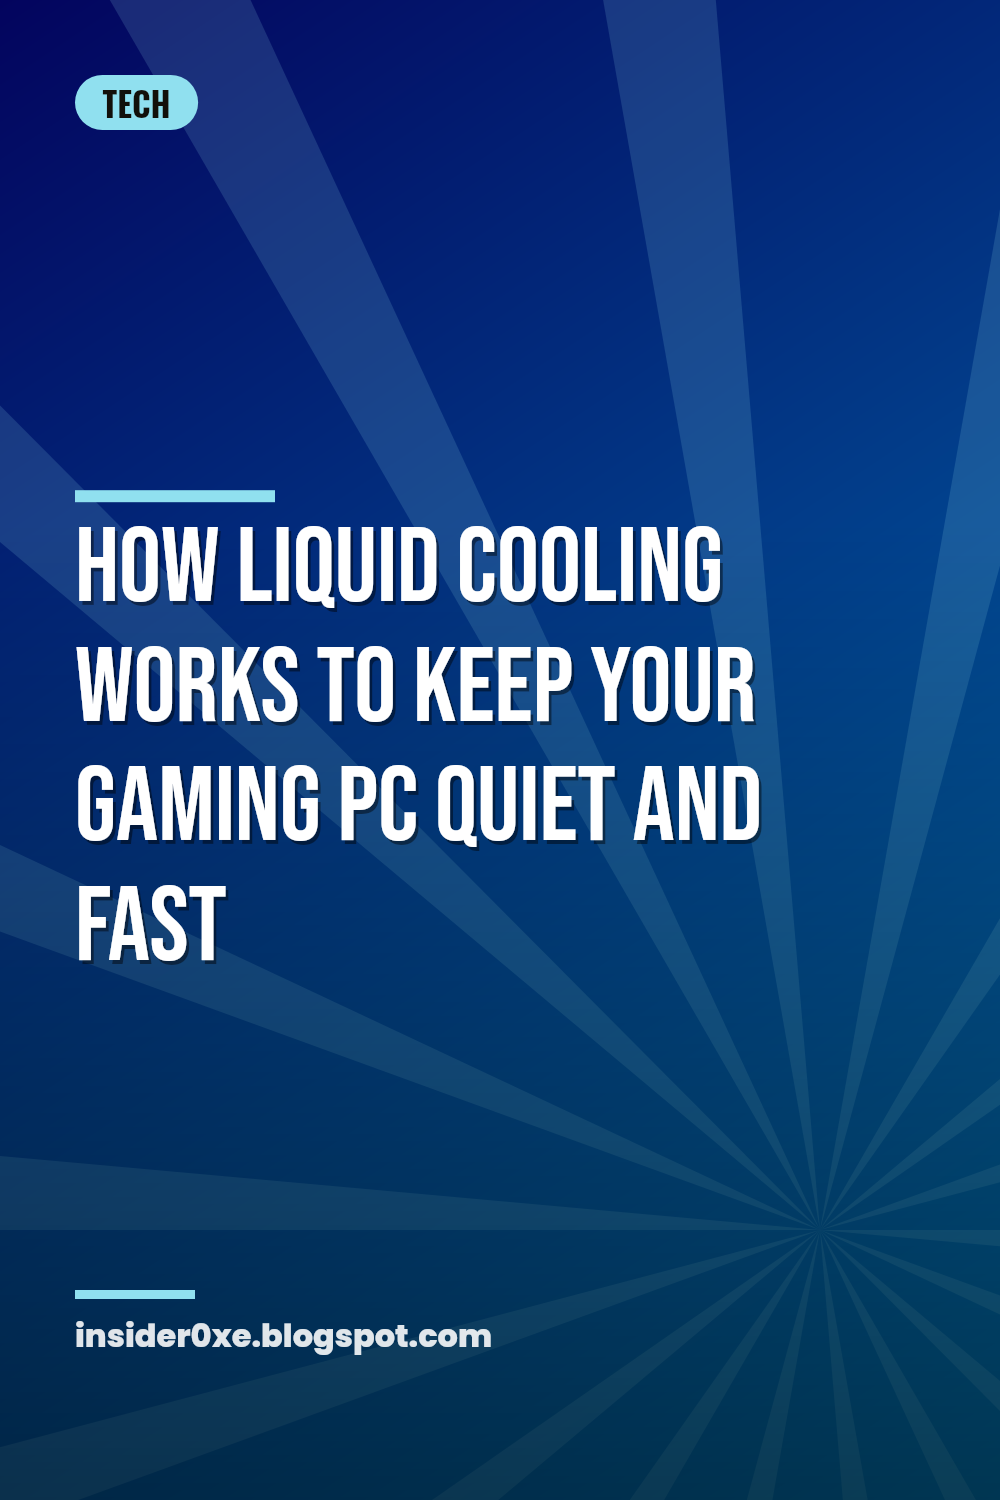 TECH
HOW LIQUID COOLING
WORKS TO KEEP YOUR
GAMING PC QUIET AND
FAST
insider0xe.blogspot.com